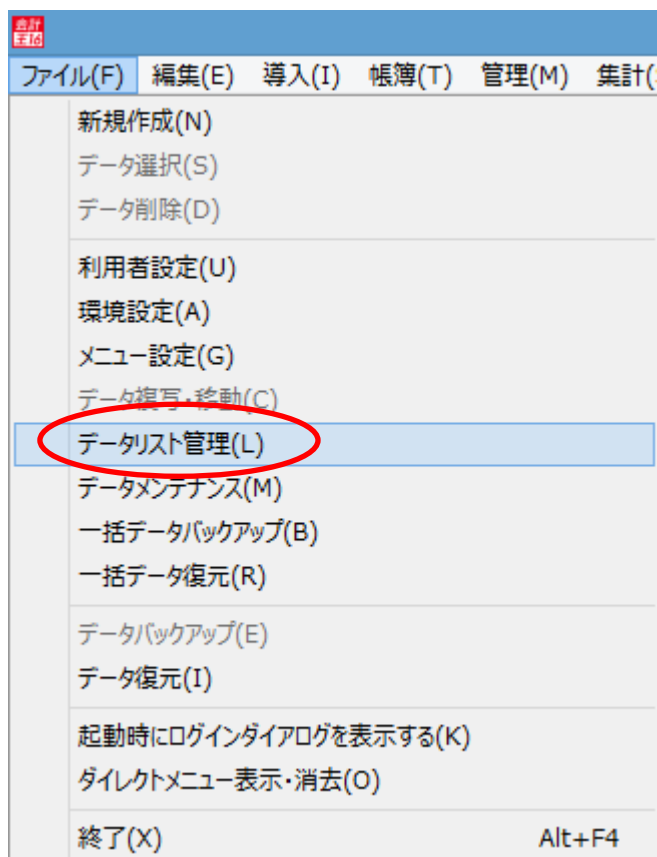 会計
王16
ファイル(F) 編集(E) 導入(I) 帳簿(T) 管理(M) 集計(
新規作成(N)
データ選択(S)
データ削除(D)
利用者設定(U)
環境設定(A)
メニュー設定(G)
データ複写・移動(C)
データリスト管理(L)
データメンテナンス(M)
一括データバックアップ(B)
一括データ復元(R)
データバックアップ(E)
データ復元(I)
起動時にログインダイアログを表示する(K)
ダイレクトメニュー表示・消去(O)
終了(X) Alt+F4